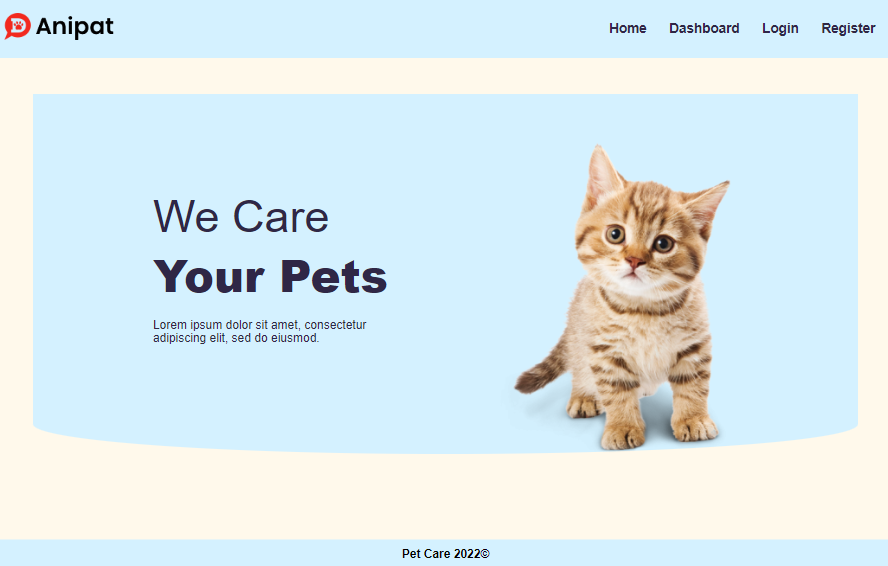 Anipat
Home Dashboard Login Register
We Care
Your Pets
Lorem ipsum dolor sit amet, consectetur
adipiscing elit, sed do eiusmod.
Pet Care 2022©